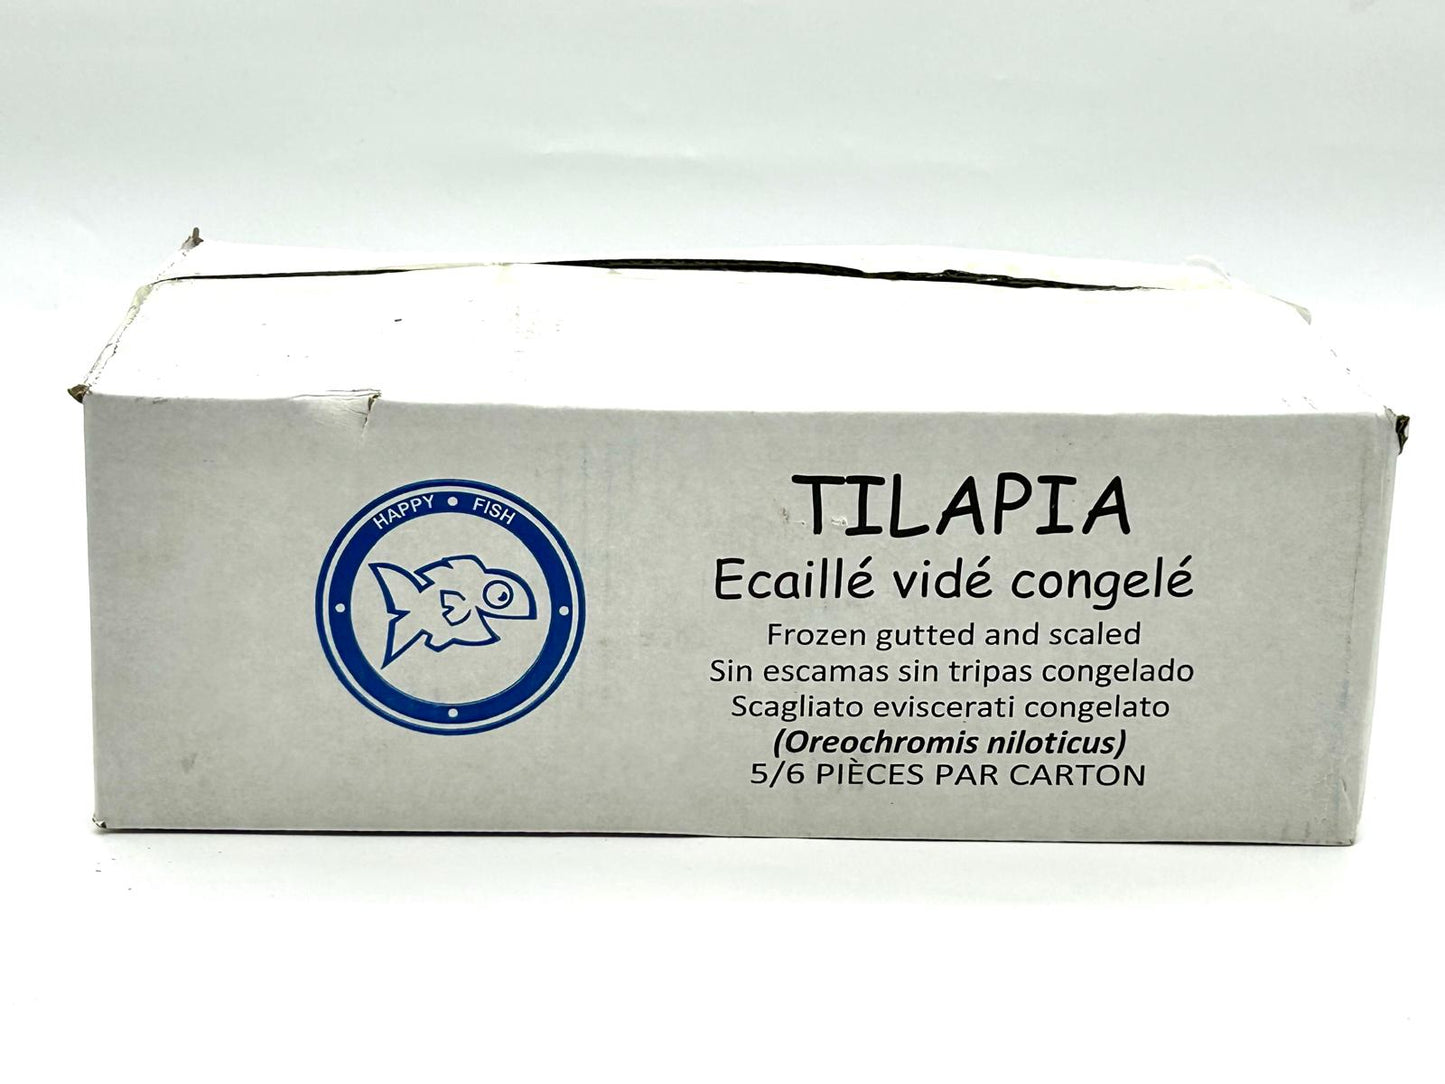 HAPPY • FISH
TILAPIA
Ecaillé vidé congelé
Frozen gutted and scaled
Sin escamas sin tripas congelado
Scagliato eviscerati congelato
(Oreochromis niloticus)
5/6 PIÈCES PAR CARTON